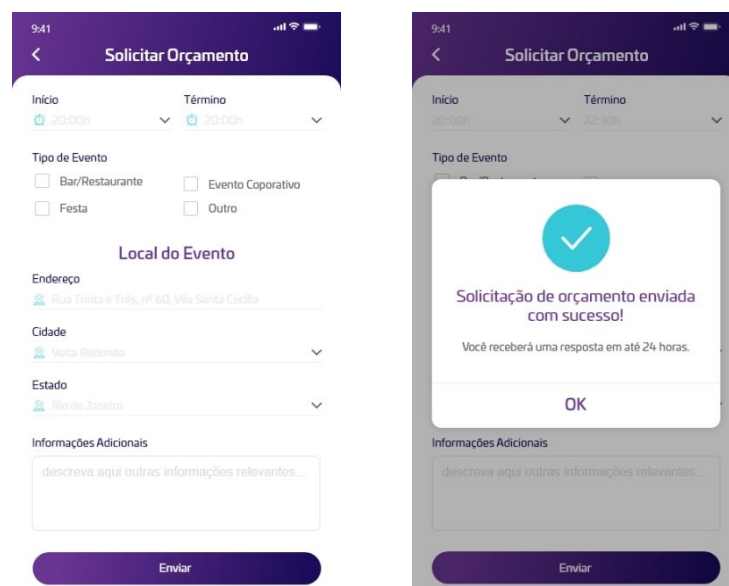 9:41
Solicitar Orçamento
Início Término
20:00h 20:00h
Tipo de Evento
Bar/Restaurante Evento Coporativo
Festa Outro
Local do Evento
Endereço
Rua Trinta e Três, nº 60, Vila Santa Cecília
Cidade
Volta Redonda
Estado
Rio de Janeiro
Informações Adicionais
descreva aqui outras informações relevantes...
Enviar
9:41
Solicitar Orçamento
Início Término
20:00h 22:30h
Tipo de Evento
Solicitação de orçamento enviada
com sucesso!
Você receberá uma resposta em até 24 horas.
OK
Informações Adicionais
descreva aqui outras informações relevantes...
Enviar